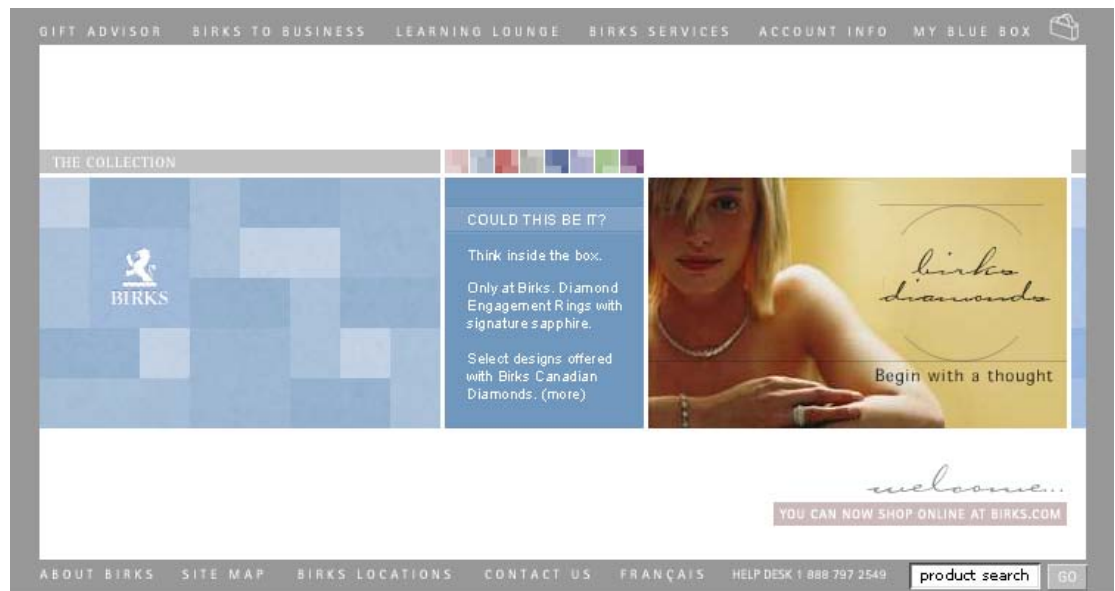 GIFT ADVISOR BIRKS TO BUSINESS LEARNING LOUNGE BIRKS SERVICES ACCOUNT INFO MY BLUE BOX
THE COLLECTION
BIRKS
COULD THIS BE IT?
Think inside the box.
Only at Birks. Diamond
Engagement Rings with
signature sapphire.
Select designs offered
with Birks Canadian
Diamonds. (more)
birks
diamonds
Begin with a thought
welcome...
YOU CAN NOW SHOP ONLINE AT BIRKS.COM
ABOUT BIRKS SITE MAP BIRKS LOCATIONS CONTACT US FRANÇAIS HELP DESK 1 888 797 2549 product search GO